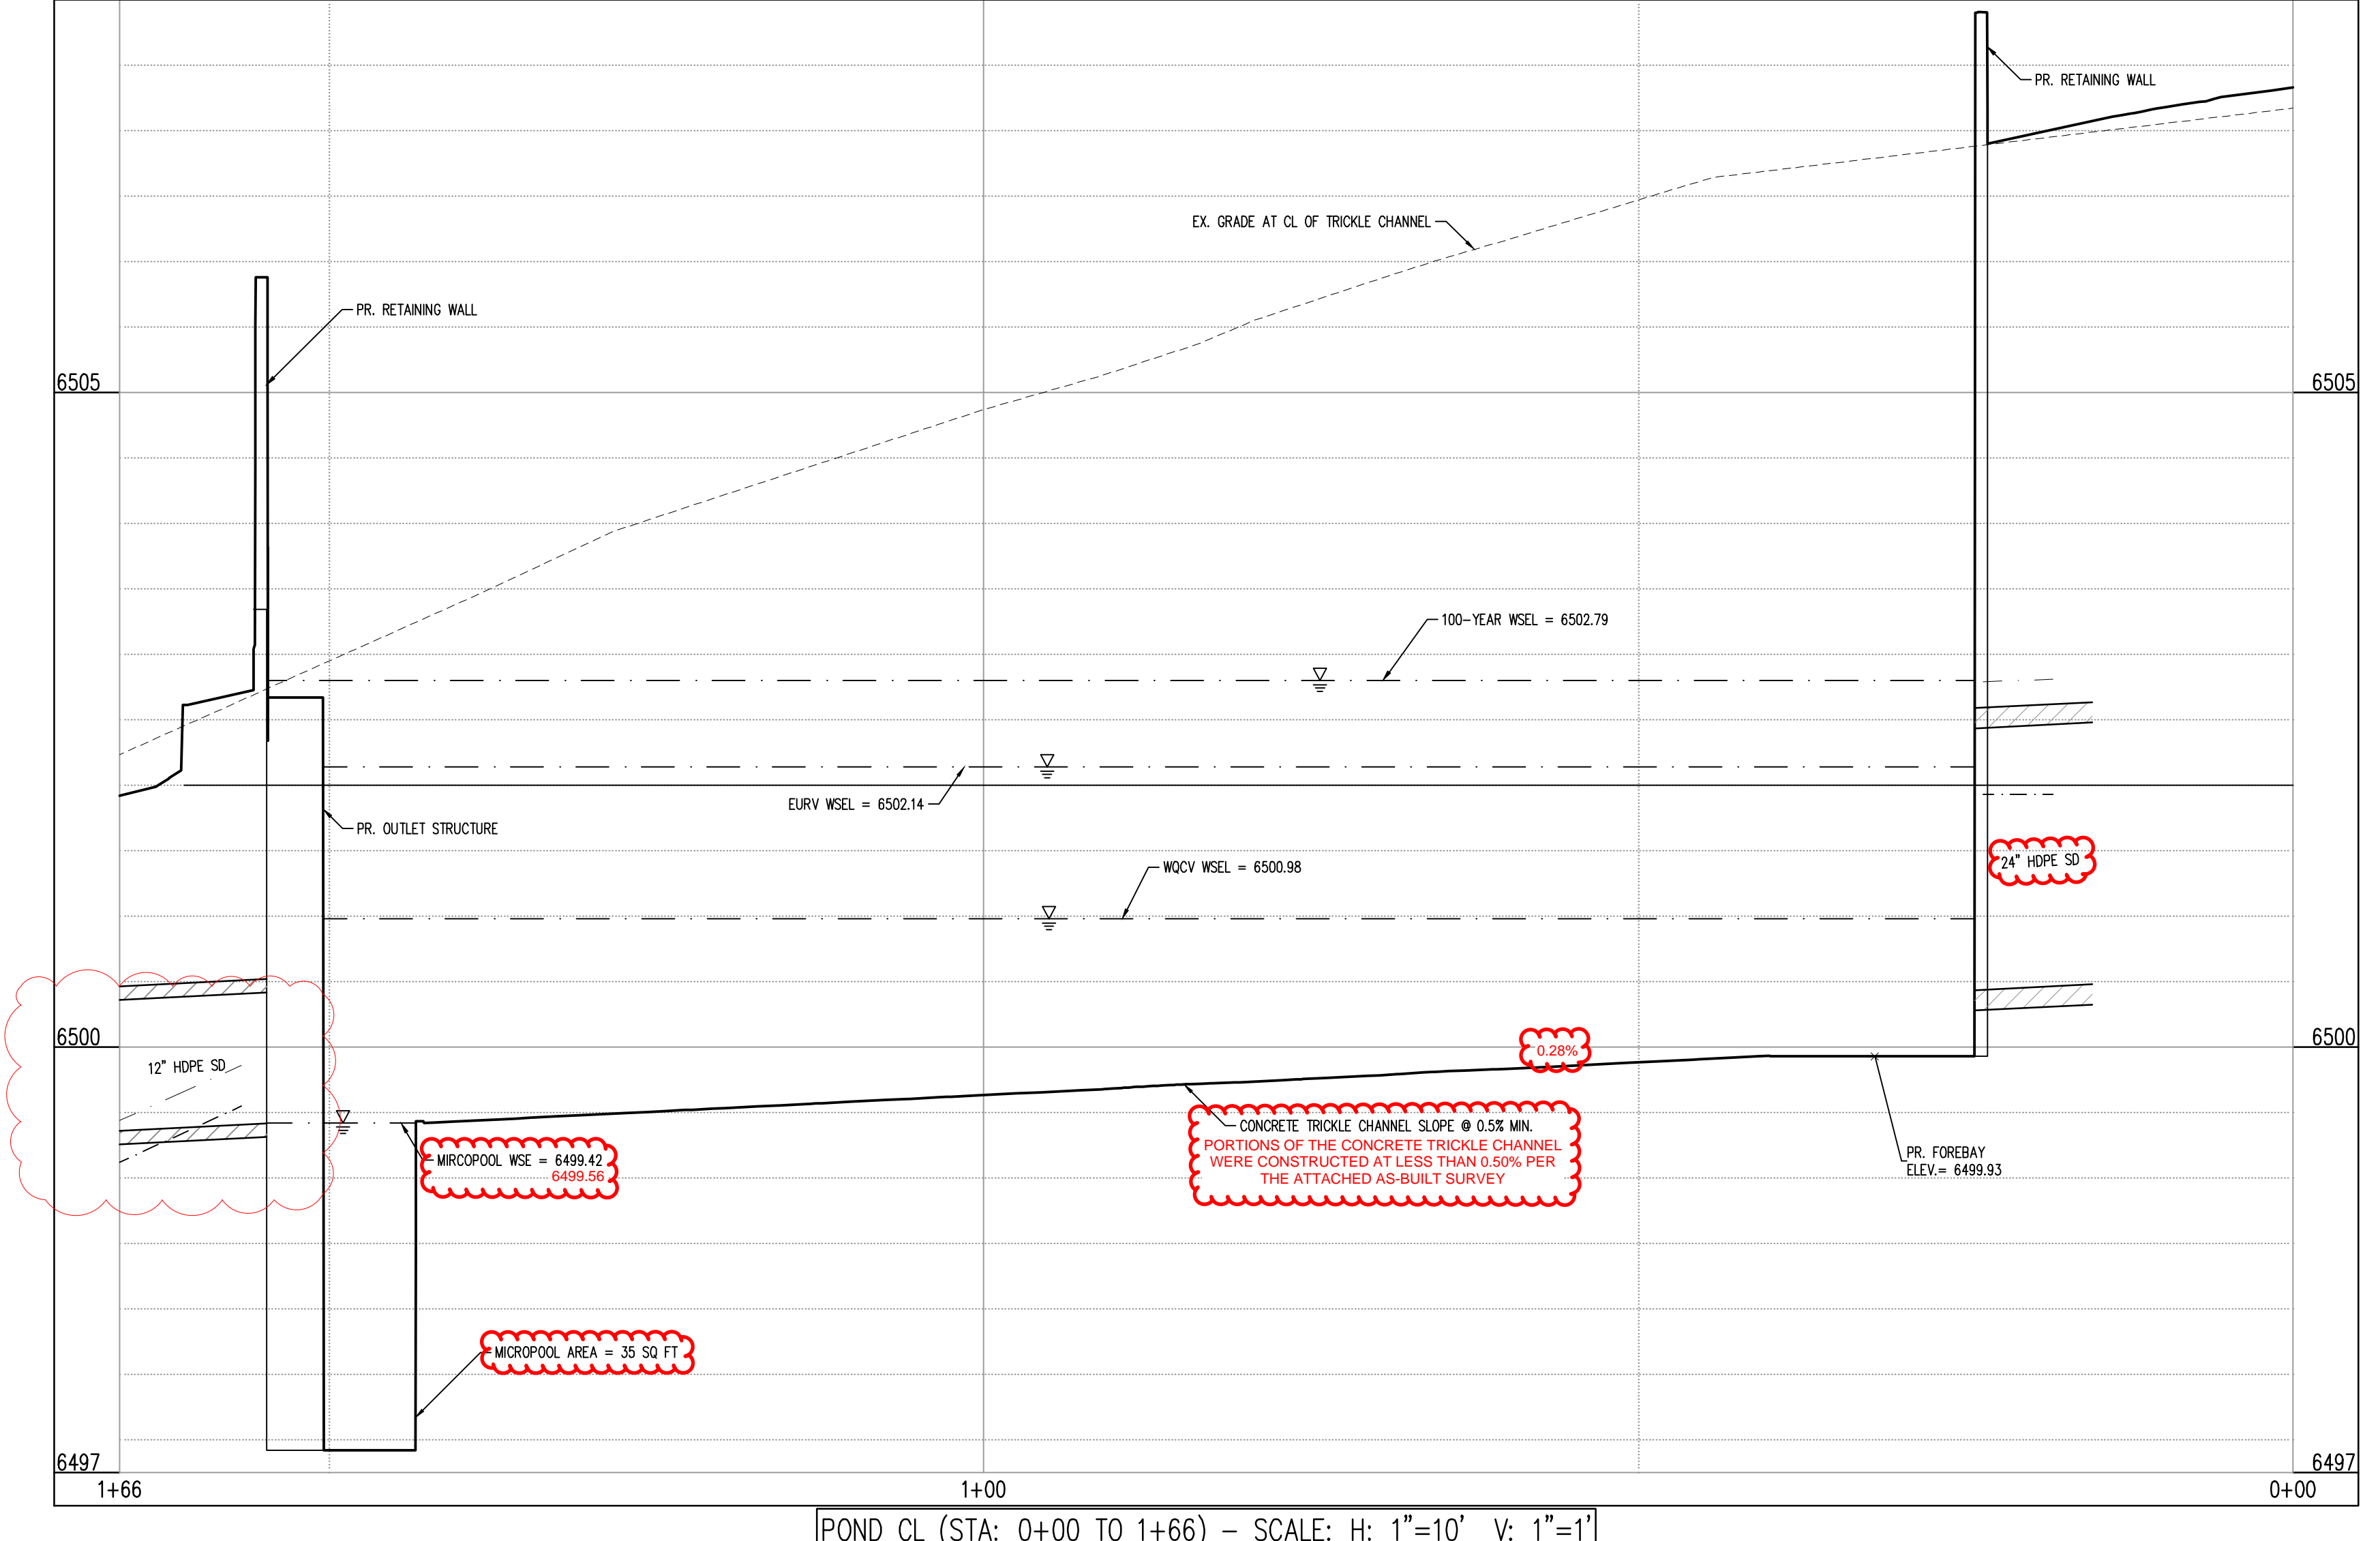 PR. RETAINING WALL
EX. GRADE AT CL OF TRICKLE CHANNEL
PR. RETAINING WALL
6505
6505
100-YEAR WSEL = 6502.79
EURV WSEL = 6502.14
PR. OUTLET STRUCTURE
WQCV WSEL = 6500.98
24" HDPE SD
6500
6500
0.28%
12" HDPE SD
CONCRETE TRICKLE CHANNEL SLOPE @ 0.5% MIN.
PORTIONS OF THE CONCRETE TRICKLE CHANNEL
WERE CONSTRUCTED AT LESS THAN 0.50% PER
THE ATTACHED AS-BUILT SURVEY
MIRCOPOOL WSE = 6499.42
6499.56
PR. FOREBAY
ELEV.= 6499.93
MICROPOOL AREA = 35 SQ FT
6497
6497
1+66
1+00
0+00
POND CL (STA: 0+00 TO 1+66) - SCALE: H: 1"=10' V: 1"=1'